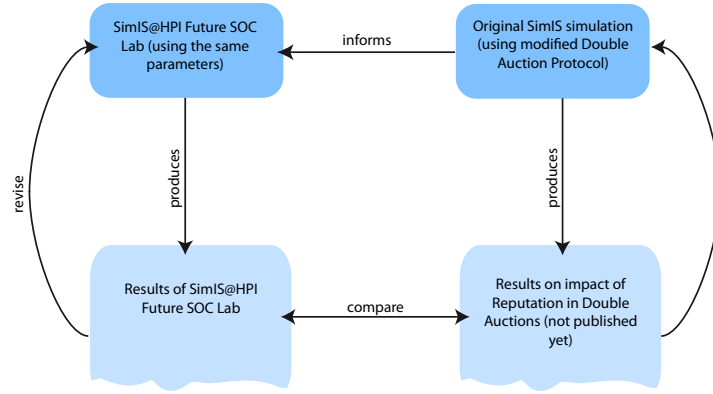 SimIS@HPI Future SOC
Lab (using the same
parameters)
informs
Original SimIS simulation
(using modified Double
Auction Protocol)
revise
produces
produces
Results of SimIS@HPI
Future SOC Lab
compare
Results on impact of
Reputation in Double
Auctions (not published
yet)